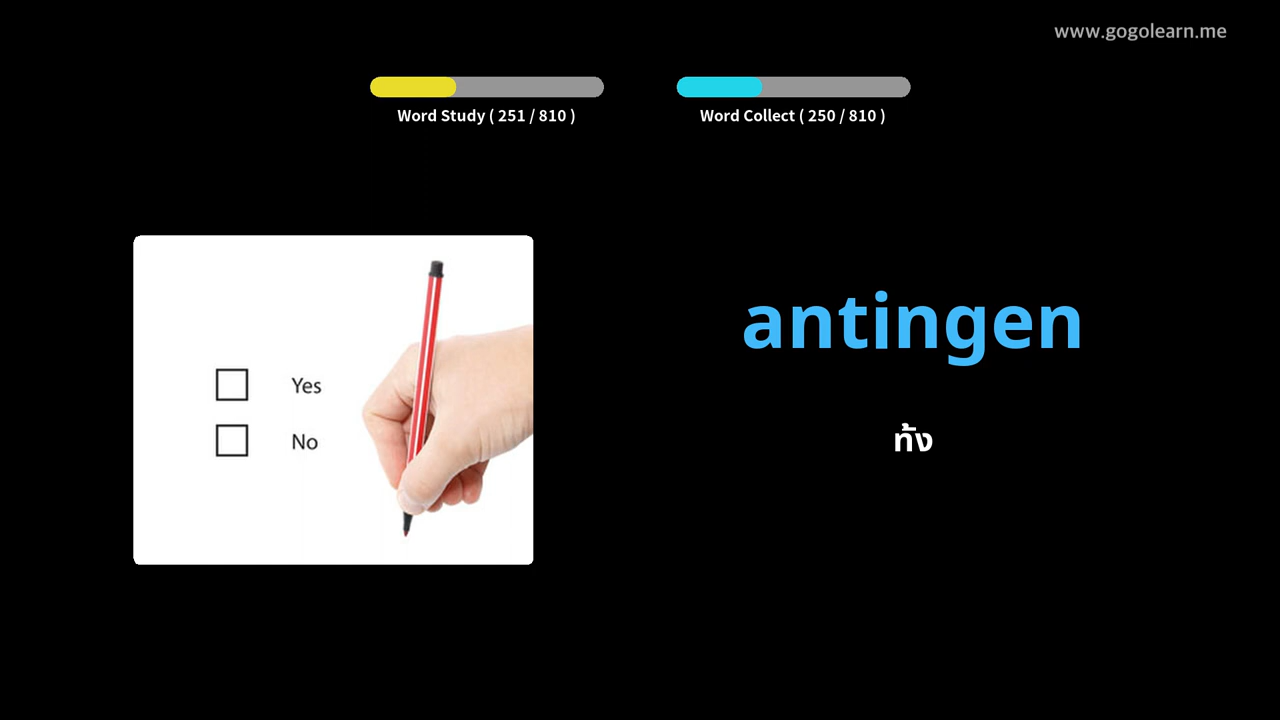 www.gogolearn.me
Word Study ( 251 / 810 )
Word Collect ( 250 / 810 )
Yes
No
antingen
ทั้ง